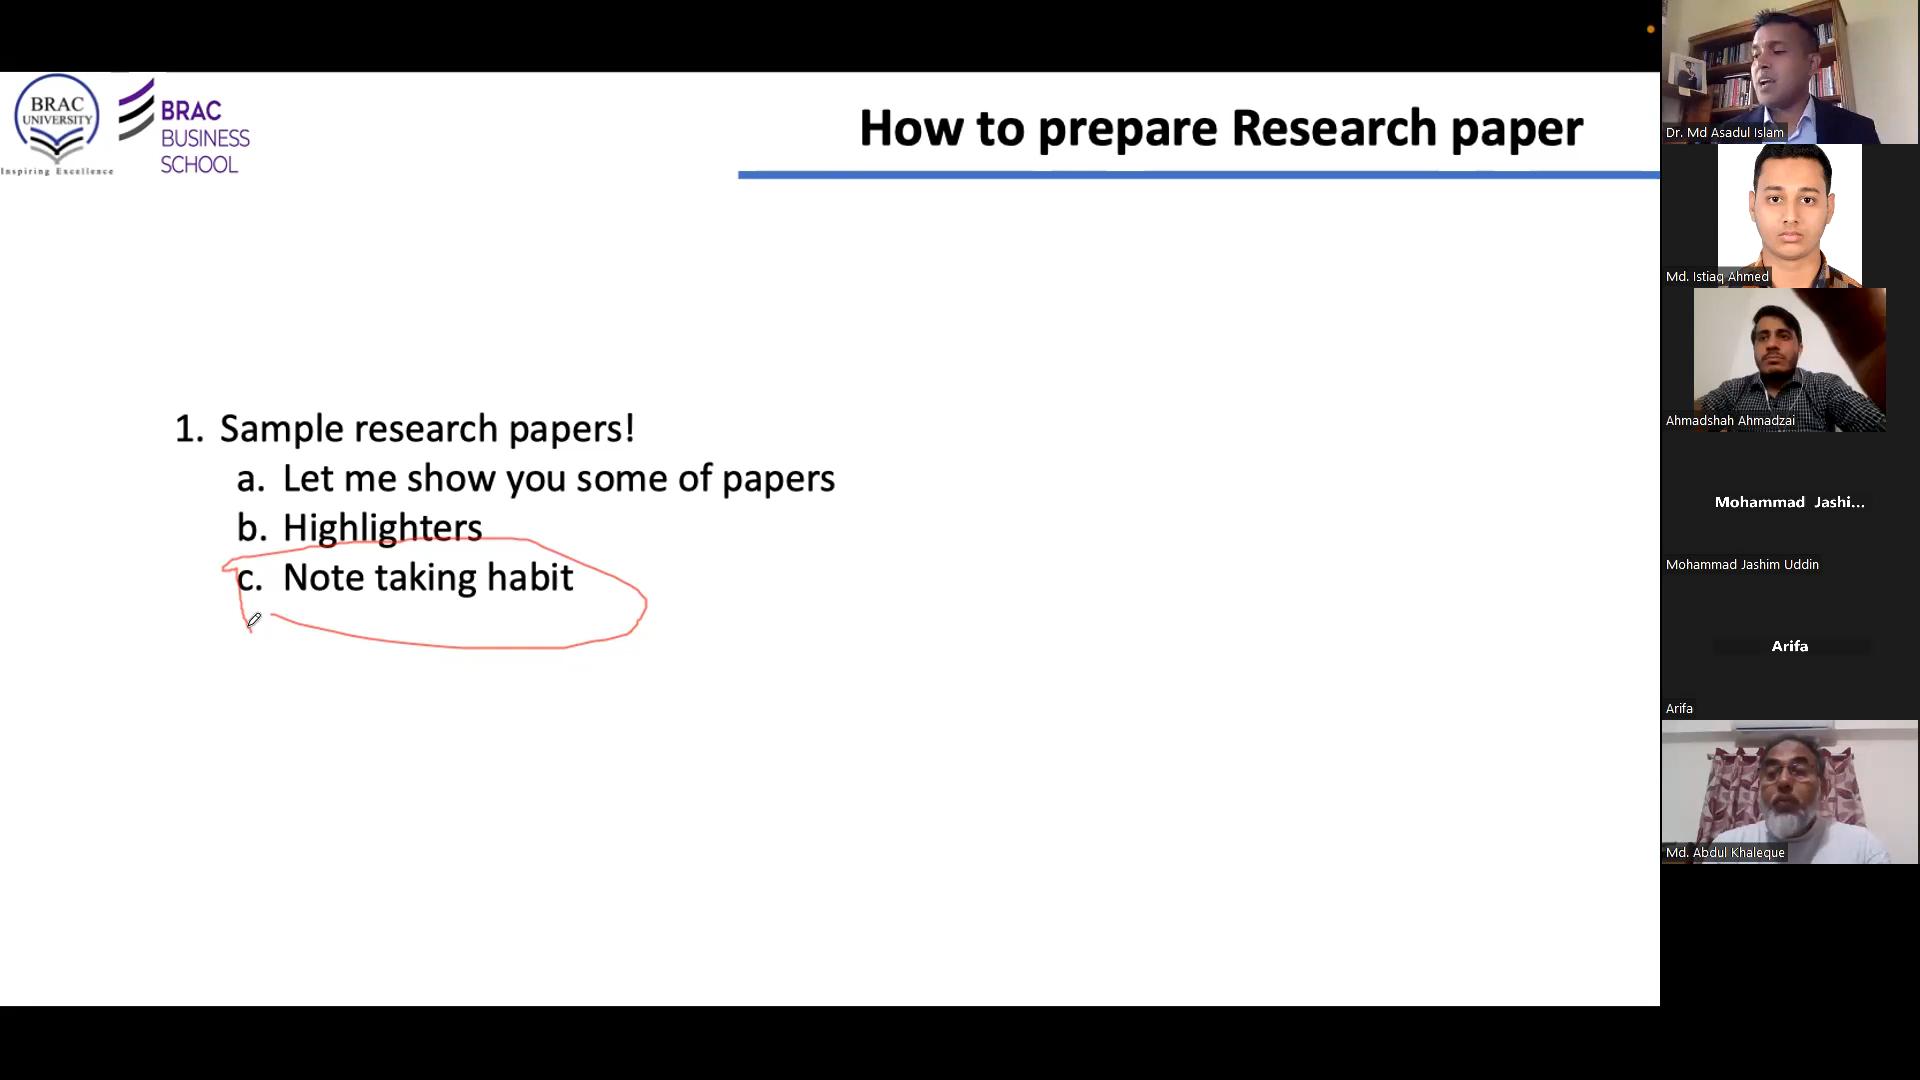 BRAC
UNIVERSITY
Inspiring Excellence
BRAC
BUSINESS
SCHOOL
How to prepare Research paper
1. Sample research papers!
a. Let me show you some of papers
b. Highlighters
c. Note taking habit
Dr. Md Asadul Islam
Md. Istiaq Ahmed
Ahmadshah Ahmadzai
Mohammad Jashi...
Mohammad Jashim Uddin
Arifa
Arifa
Md. Abdul Khaleque